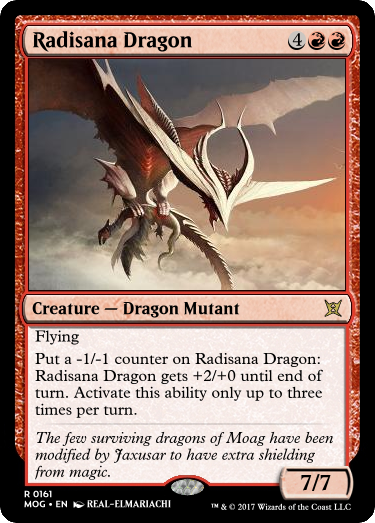 Radisana Dragon 4
Creature — Dragon Mutant
Flying
Put a -1/-1 counter on Radisana Dragon:
Radisana Dragon gets +2/+0 until end of
turn. Activate this ability only up to three
times per turn.
The few surviving dragons of Moag have been
modified by Jaxusar to have extra shielding
from magic.
7/7
R 0161
MOG • EN REAL-ELMARIACHI
™ & © 2017 Wizards of the Coast LLC